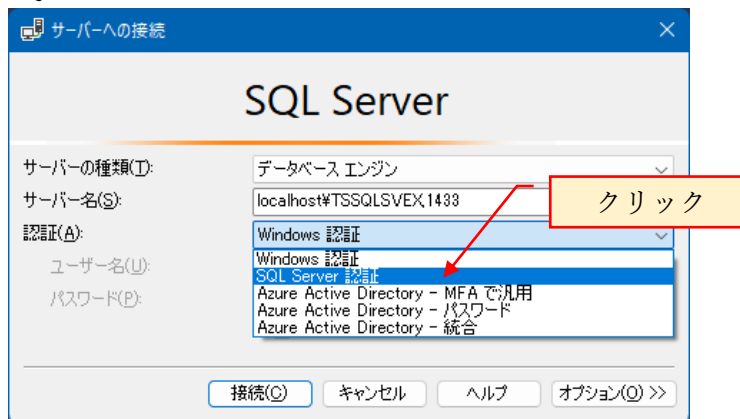 サーバーへの接続
SQL Server
サーバーの種類(T):
データベース エンジン
サーバー名(S):
localhost¥TSSQLSVEX,1433
クリック
認証(A):
Windows 認証
Windows 認証
ユーザー名(U):
SQL Server 認証
パスワード(P):
Azure Active Directory - MFA で汎用
Azure Active Directory - パスワード
Azure Active Directory - 統合
接続(C)
キャンセル
ヘルプ
オプション(O) >>